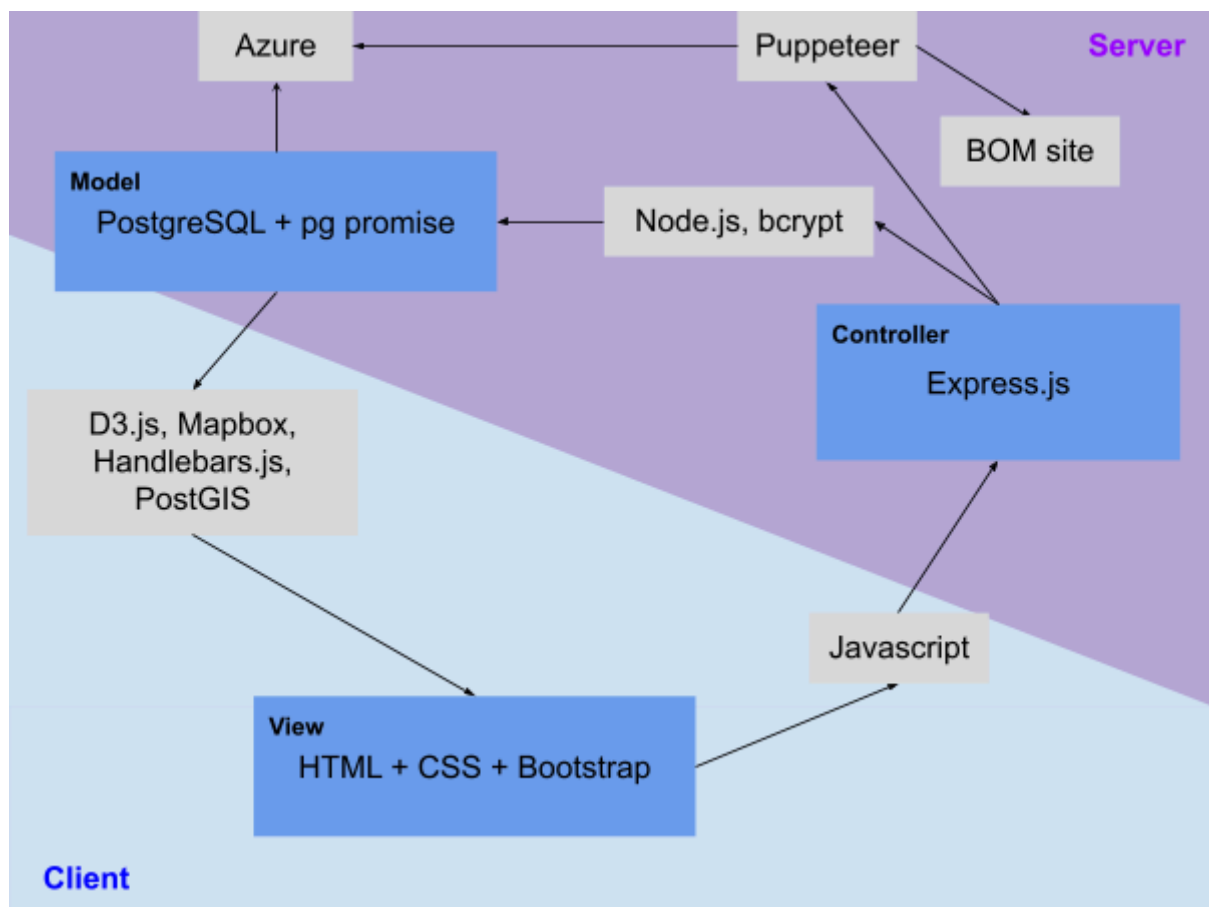 Azure
Puppeteer
Server
BOM site
Model
PostgreSQL + pg promise
Node.js, bcrypt
Controller
Express.js
D3.js, Mapbox,
Handlebars.js,
PostGIS
Javascript
View
HTML + CSS + Bootstrap
Client